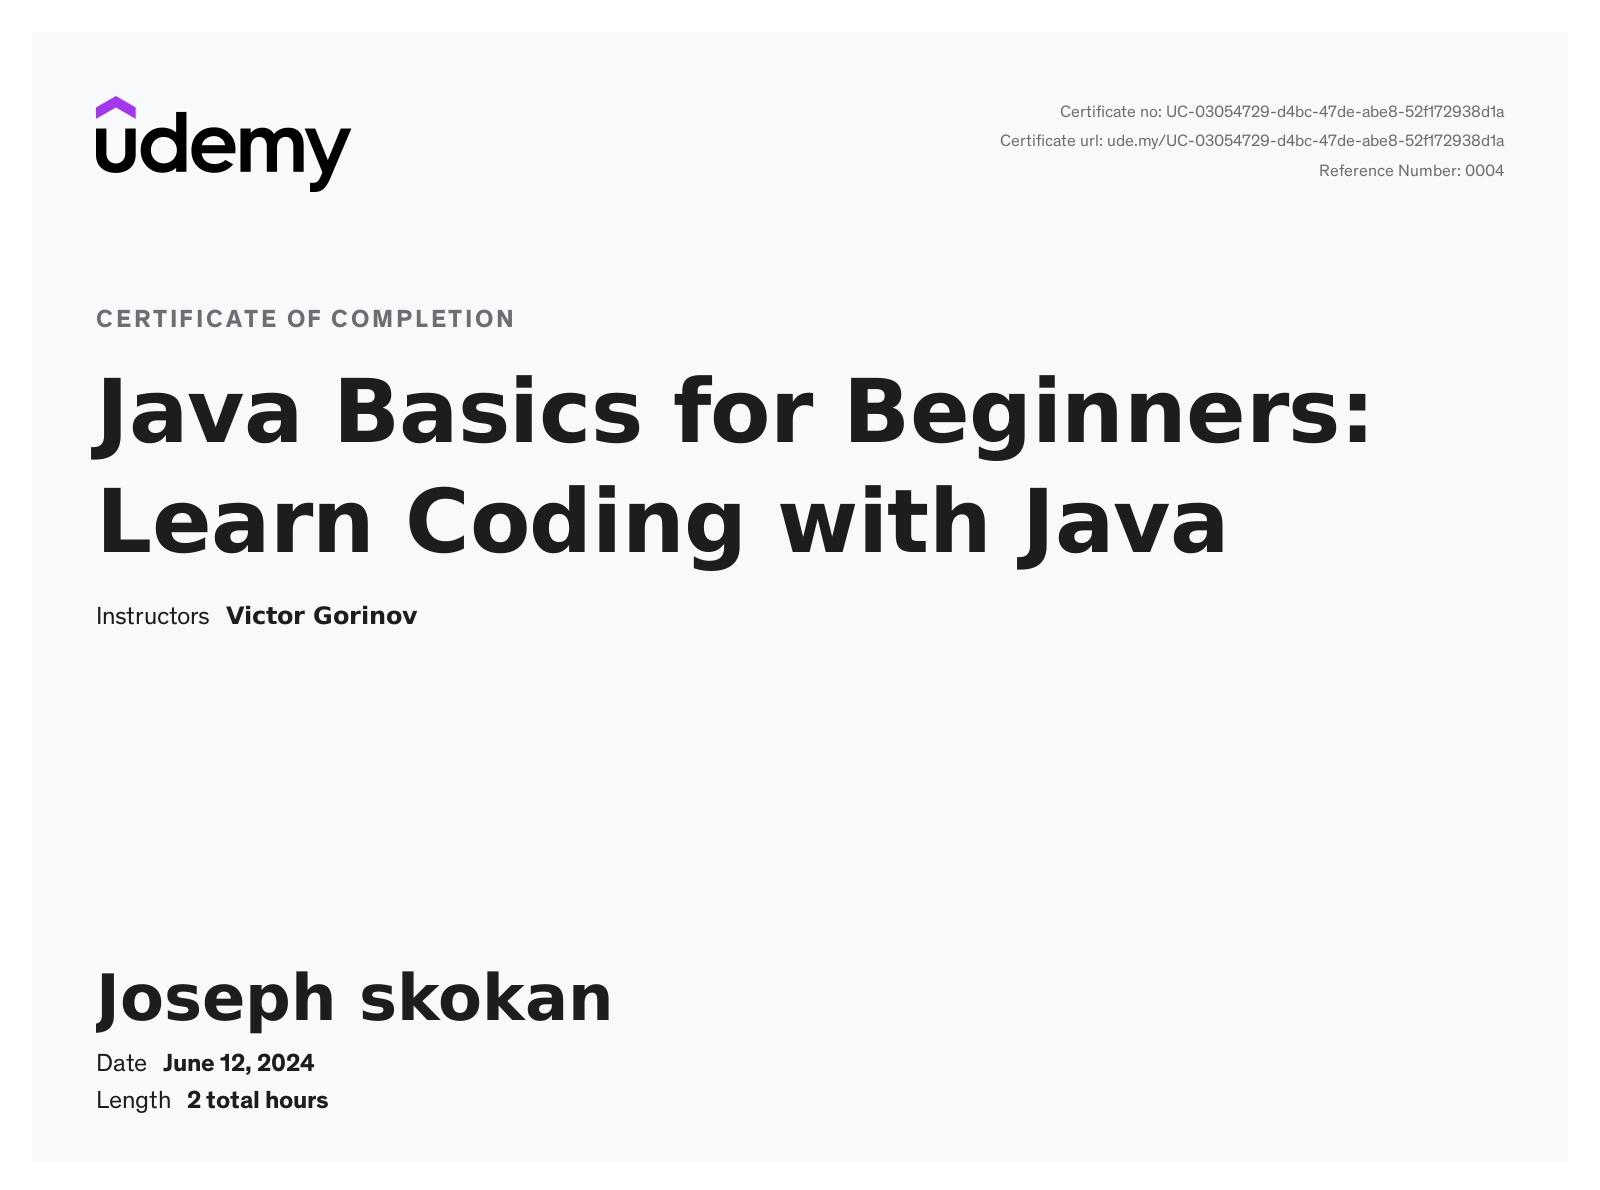 udemy
Certificate no: UC-03054729-d4bc-47de-abe8-52f172938d1a
Certificate url: ude.my/UC-03054729-d4bc-47de-abe8-52f172938d1a
Reference Number: 0004
CERTIFICATE OF COMPLETION
Java Basics for Beginners:
Learn Coding with Java
Instructors Victor Gorinov
Joseph skokan
Date June 12, 2024
Length 2 total hours